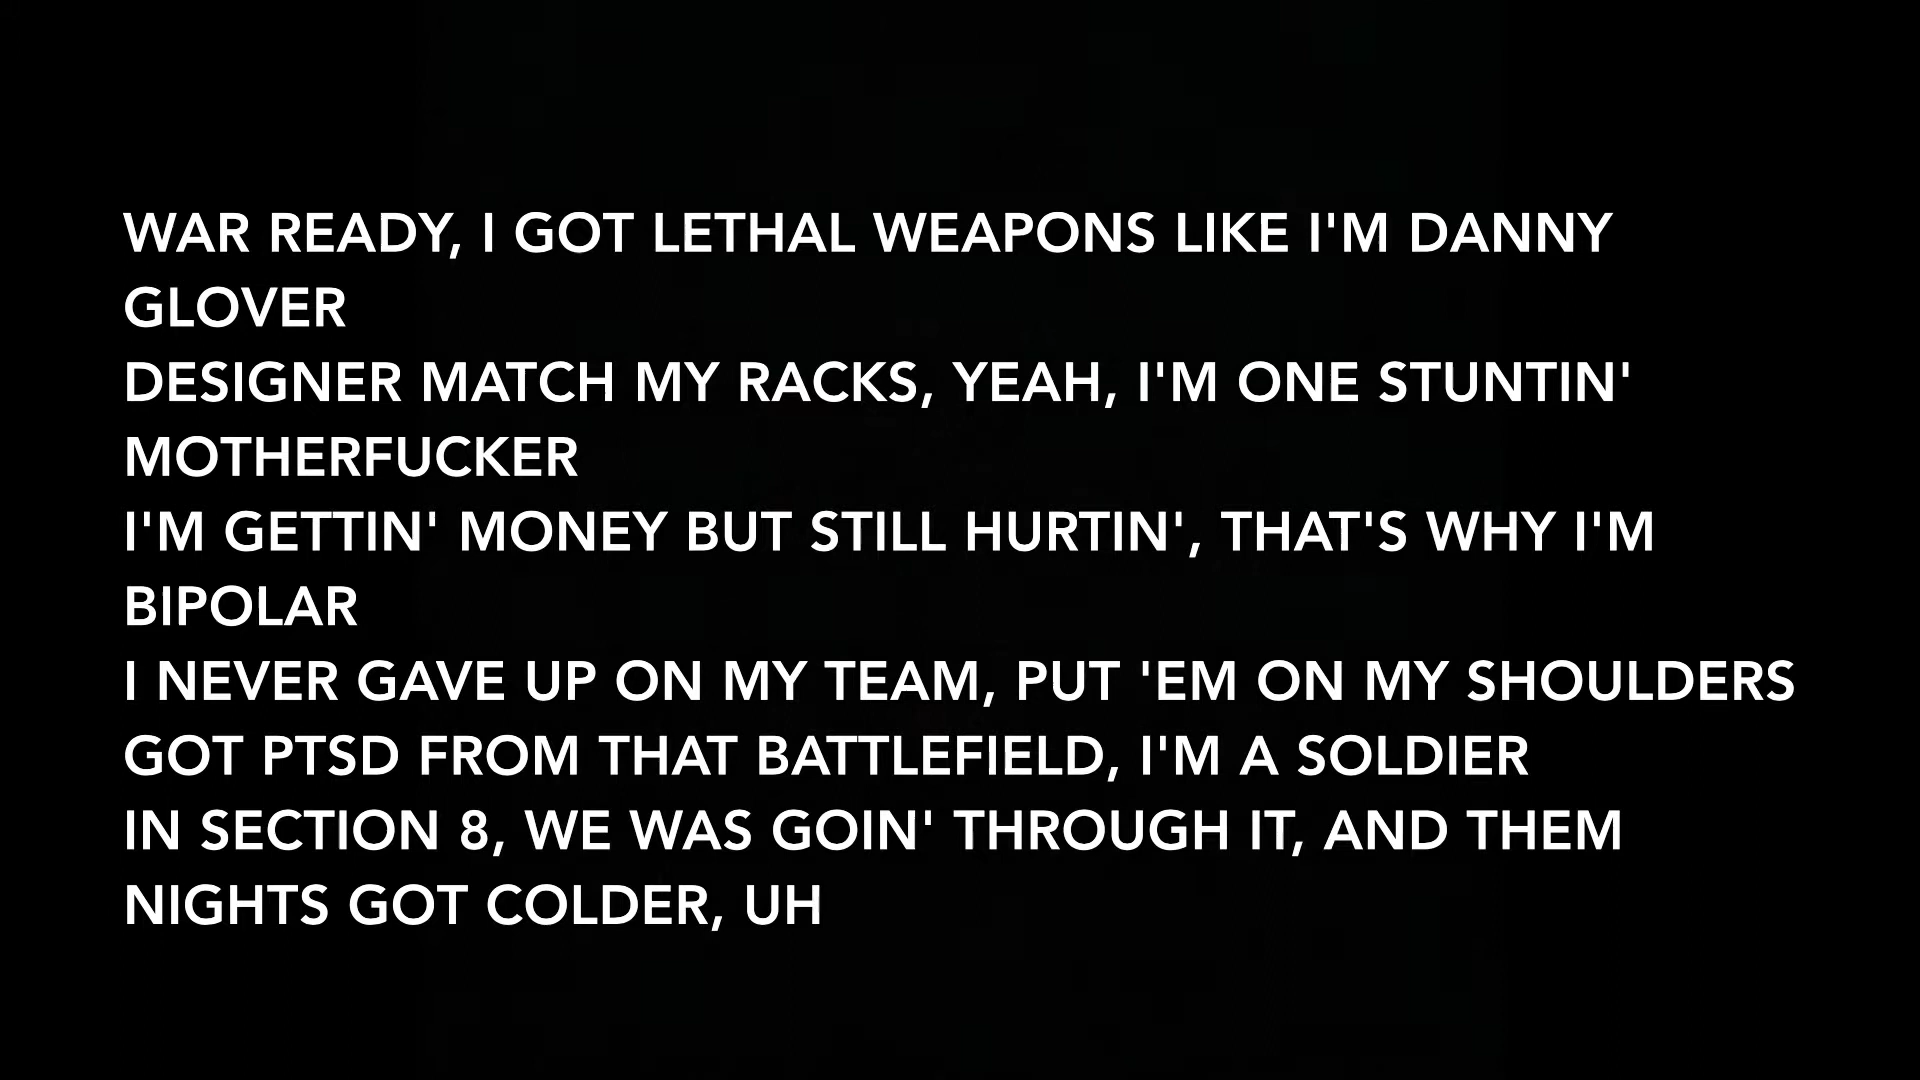 WAR READY, I GOT LETHAL WEAPONS LIKE I'M DANNY
GLOVER
DESIGNER MATCH MY RACKS, YEAH, I'M ONE STUNTIN'
MOTHERFUCKER
I'M GETTIN' MONEY BUT STILL HURTIN', THAT'S WHY I'M
BIPOLAR
I NEVER GAVE UP ON MY TEAM, PUT 'EM ON MY SHOULDERS
GOT PTSD FROM THAT BATTLEFIELD, I'M A SOLDIER
IN SECTION 8, WE WAS GOIN' THROUGH IT, AND THEM
NIGHTS GOT COLDER, UH